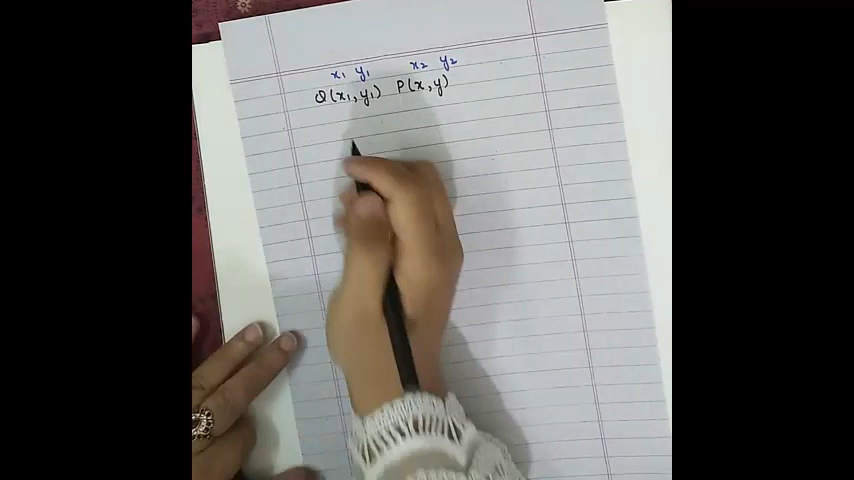 x₁ y₁ x₂ y₂
Q(x₁,y₁) P(x,y)